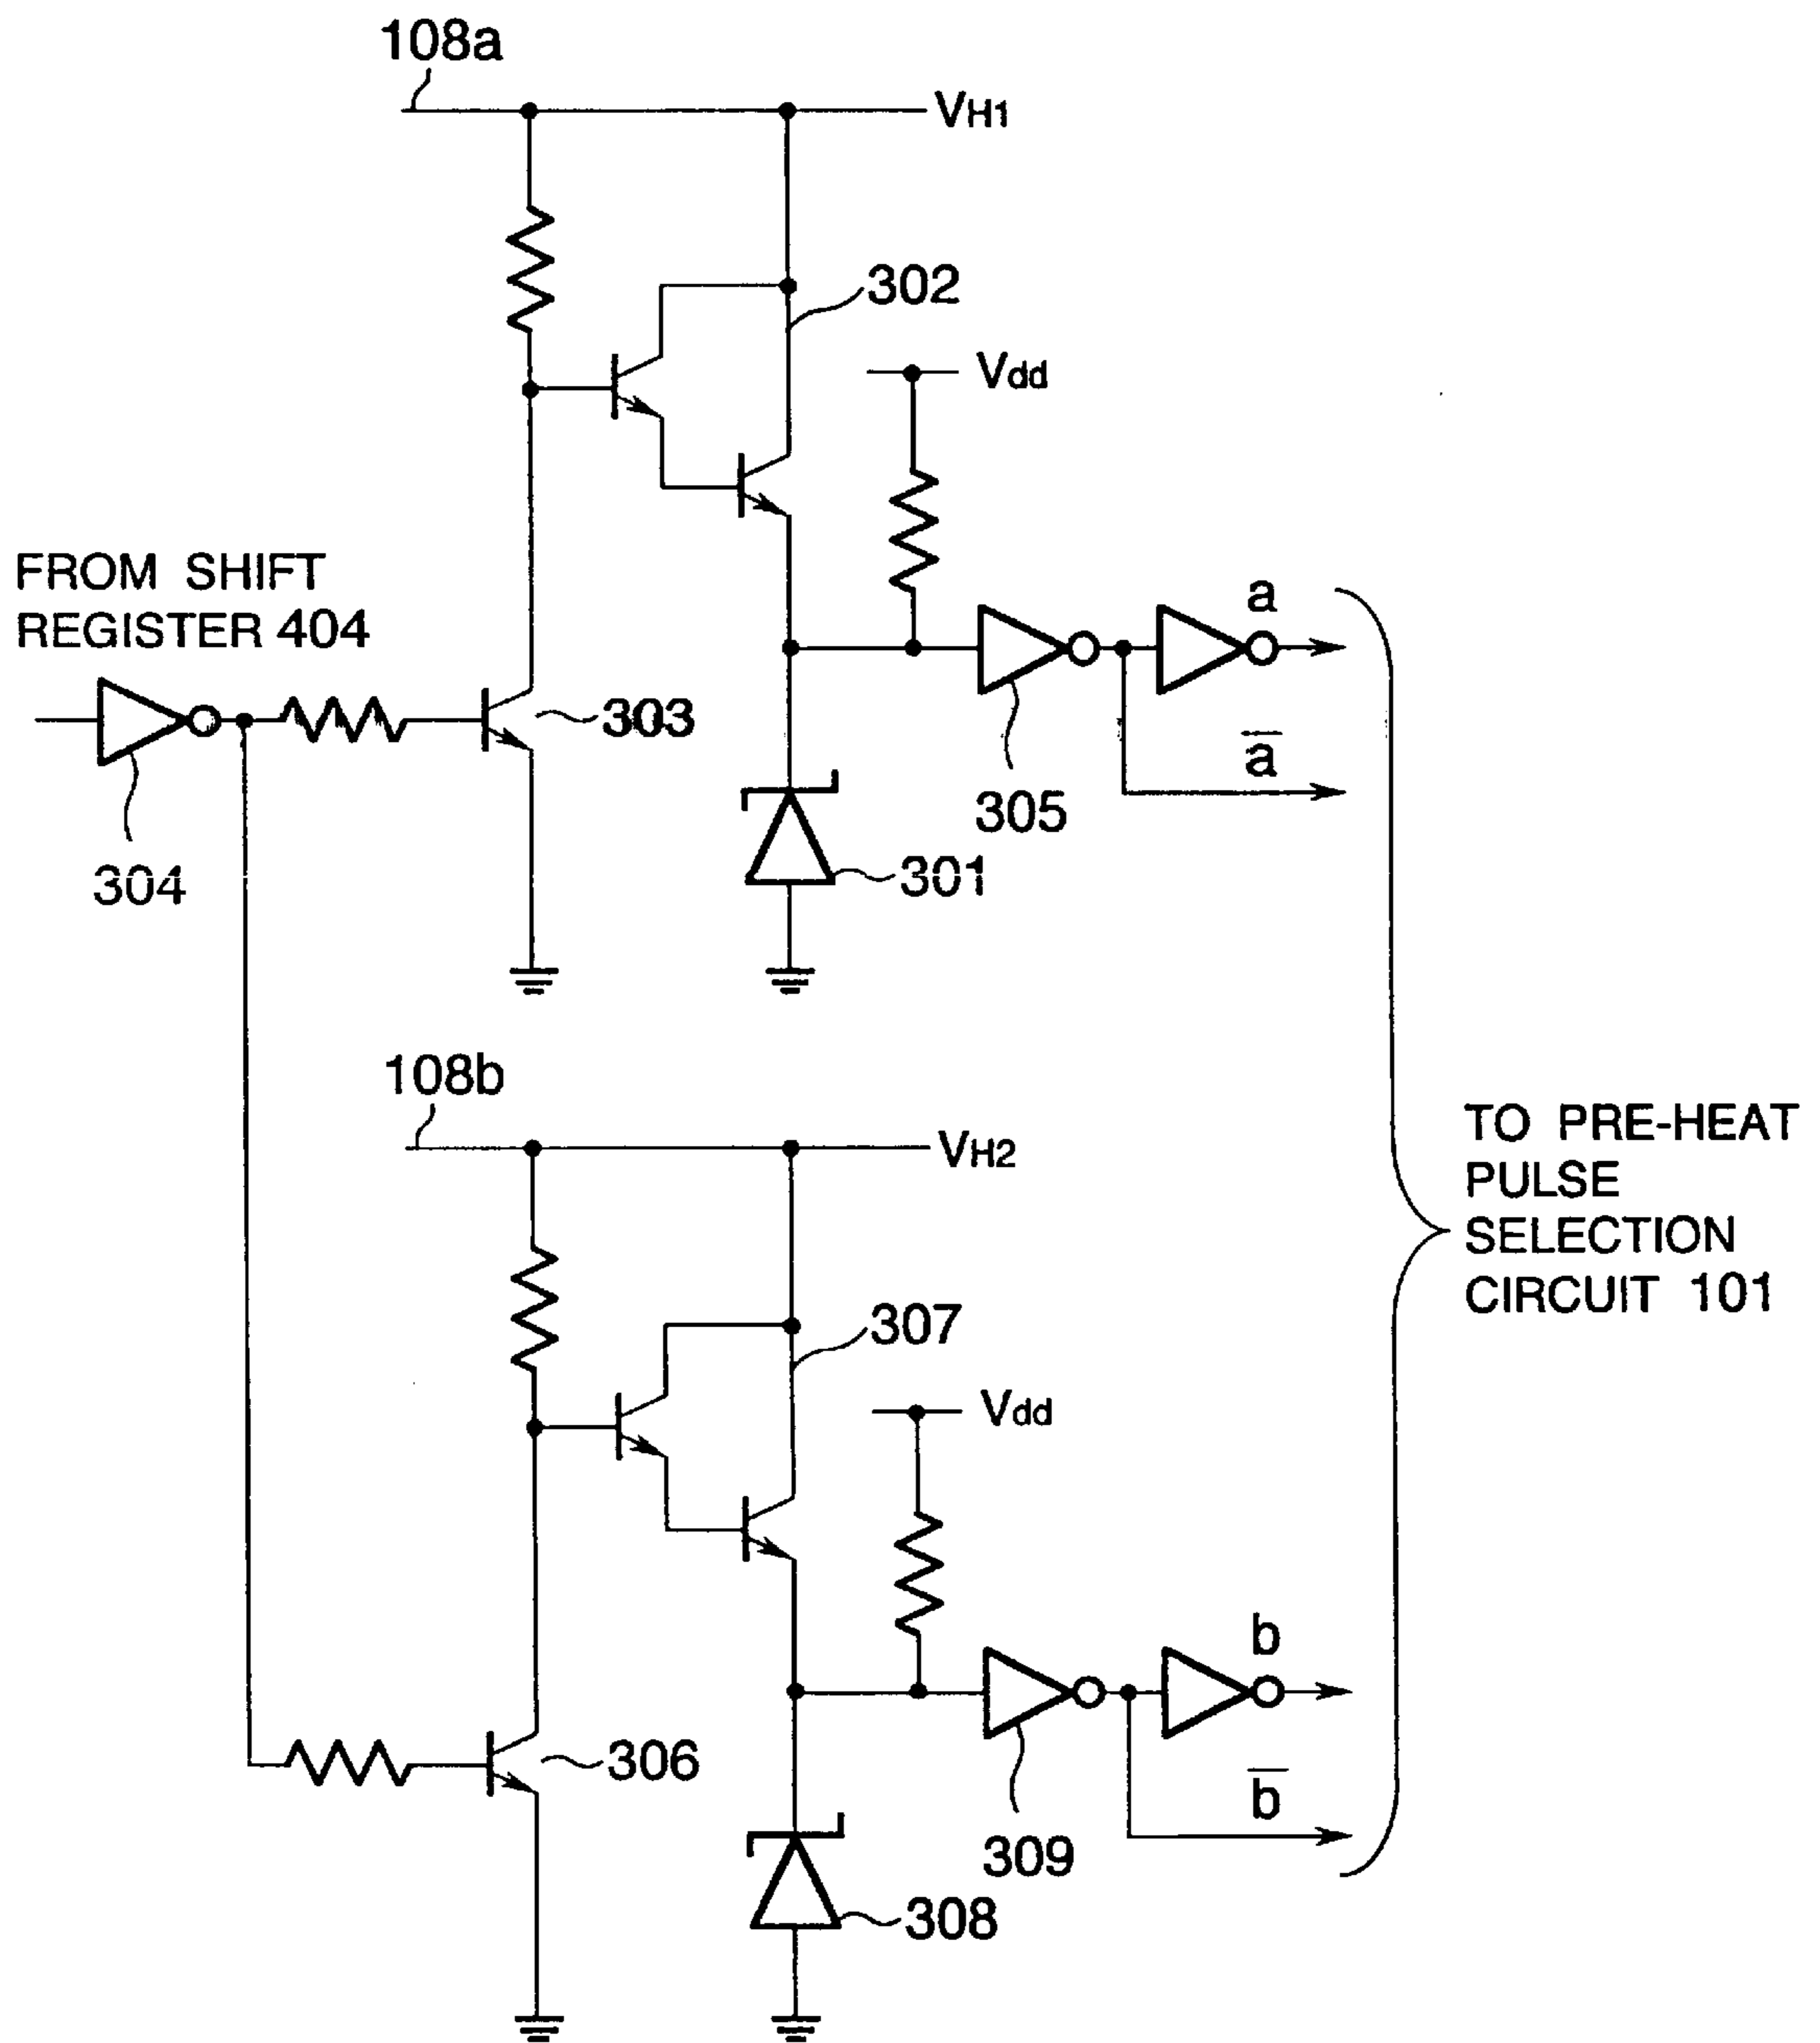 108a
VH1
302
Vdd
FROM SHIFT
REGISTER 404
a
303
a̅
305
304
301
108b
VH2
TO PRE-HEAT
PULSE
SELECTION
CIRCUIT 101
307
Vdd
b
306
b̅
309
308